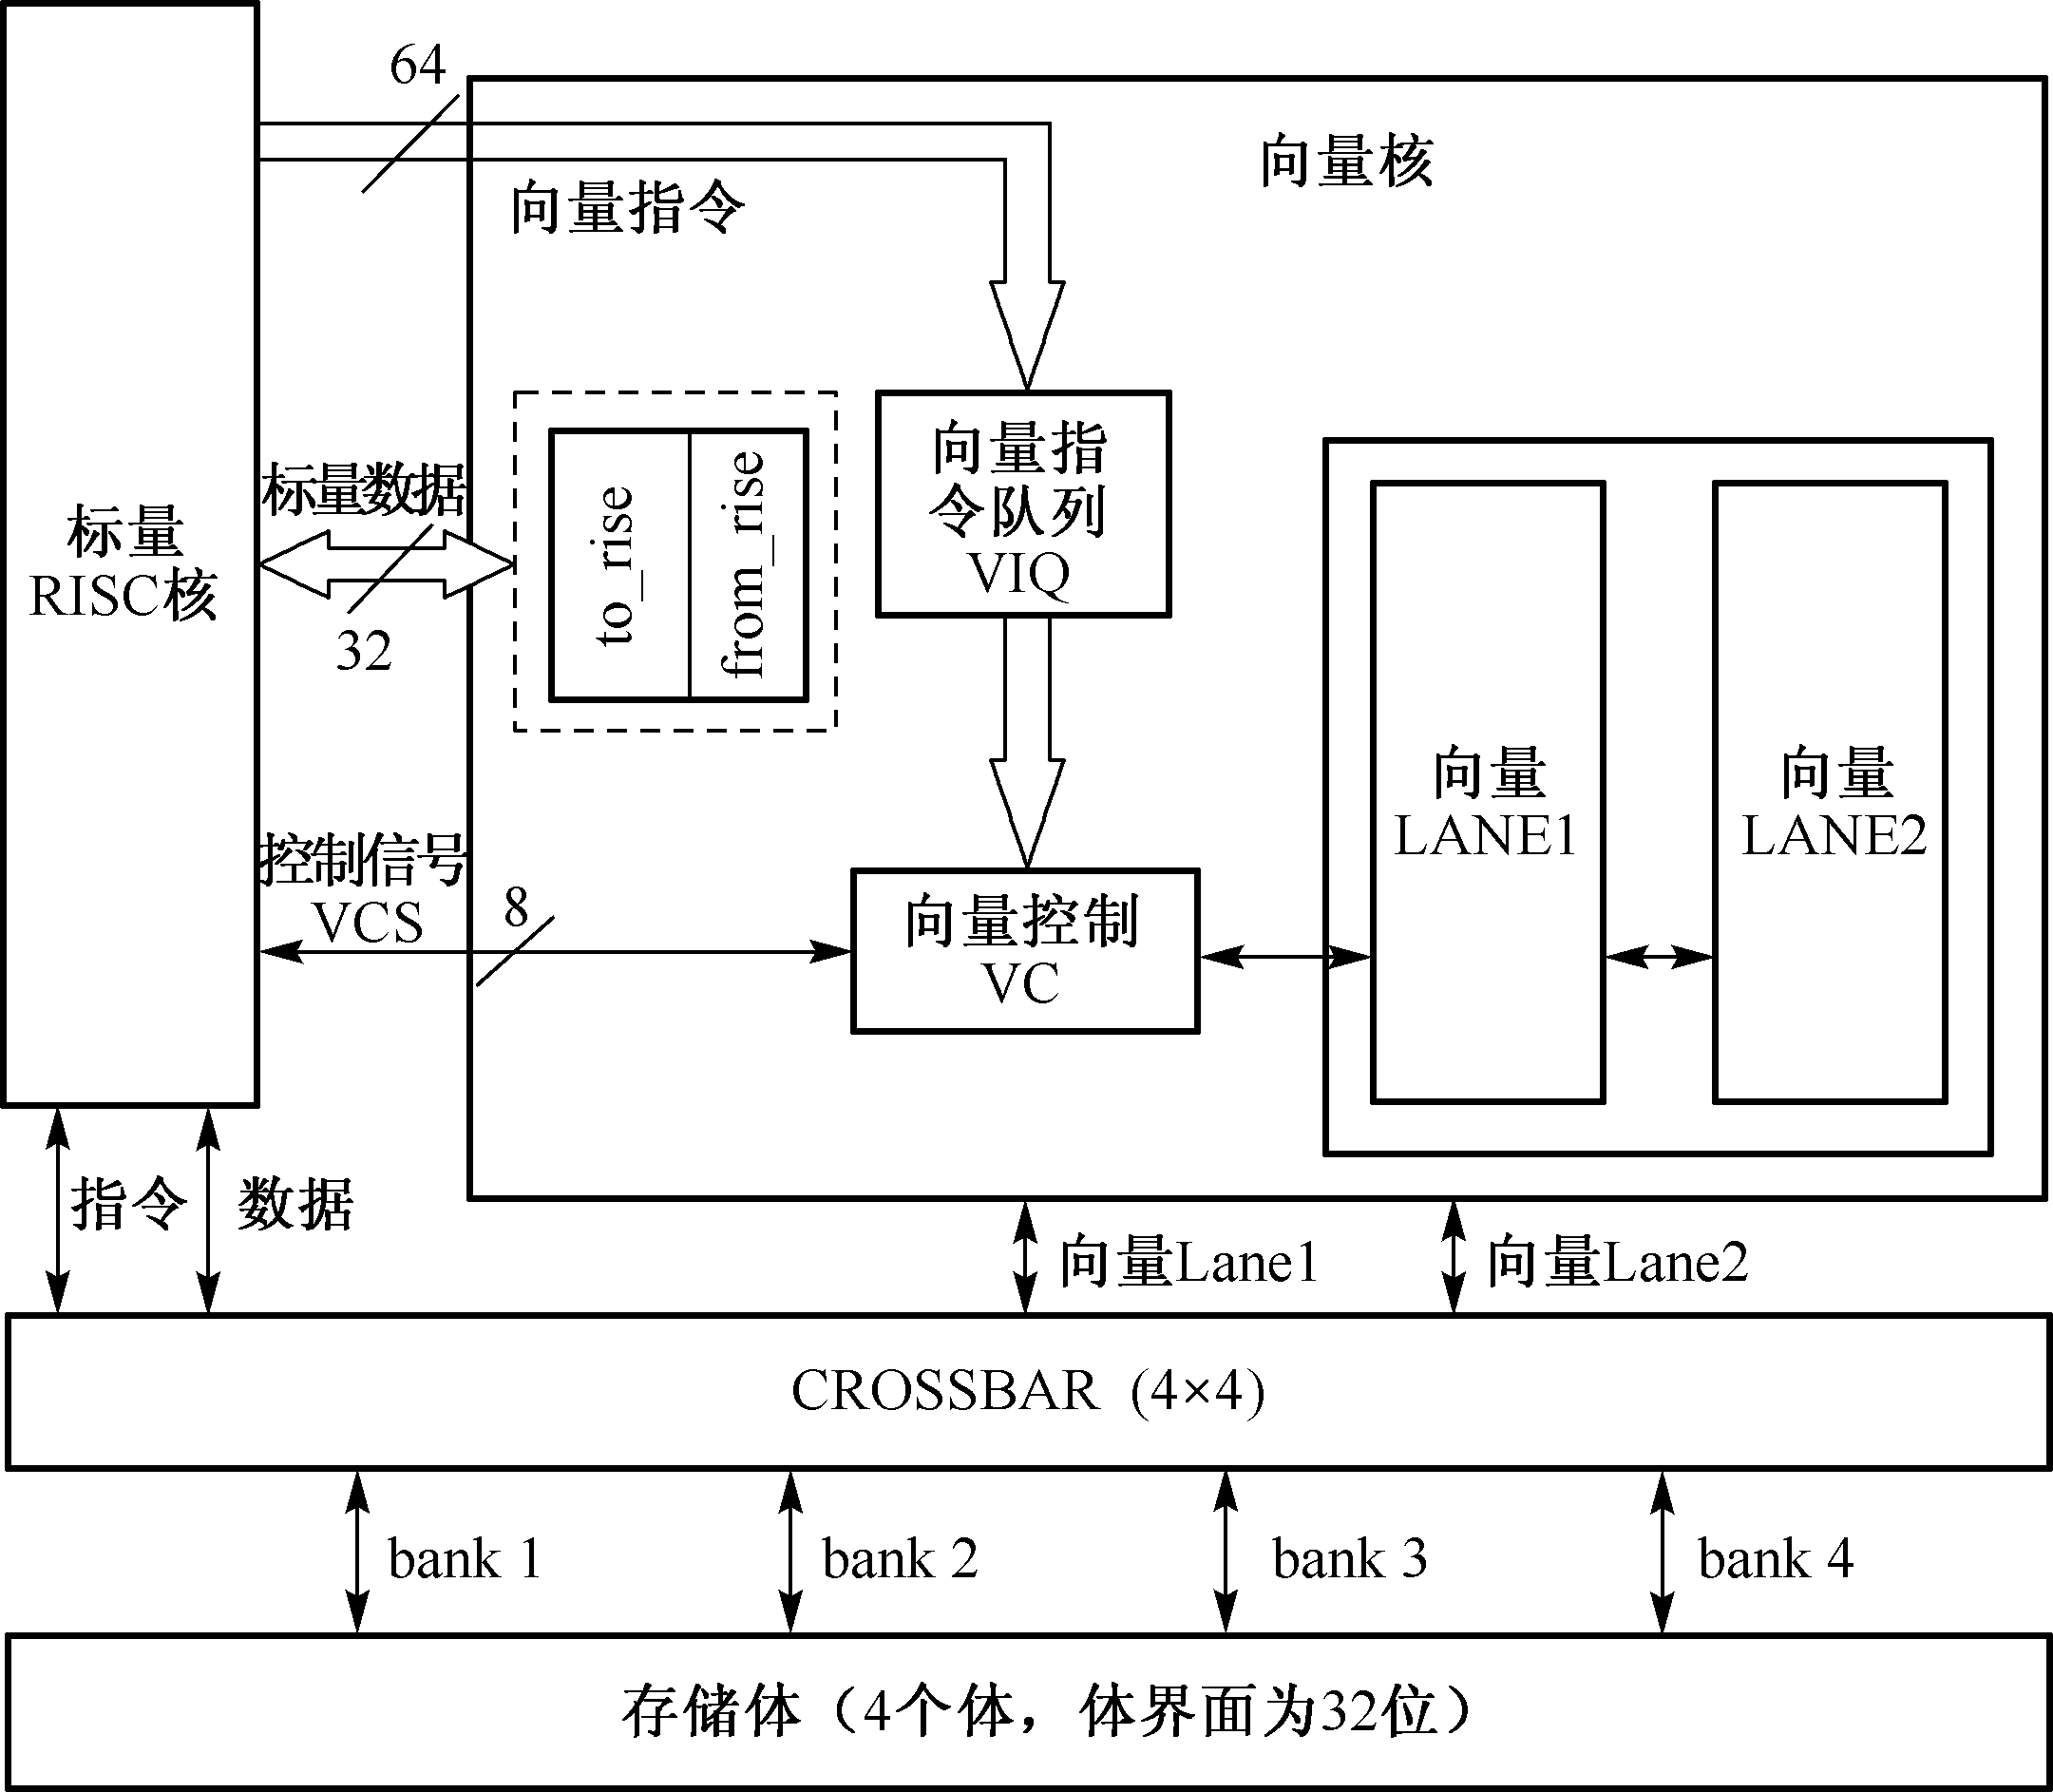 64
向量核
向量指令
标量
RISC核
标量数据
32
to_rise
from_rise
向量指
令队列
VIQ
向量
LANE1
向量
LANE2
控制信号
VCS
8
向量控制
VC
指令
数据
向量Lane1
向量Lane2
CROSSBAR (4×4)
bank 1
bank 2
bank 3
bank 4
存储体（4个体，体界面为32位）